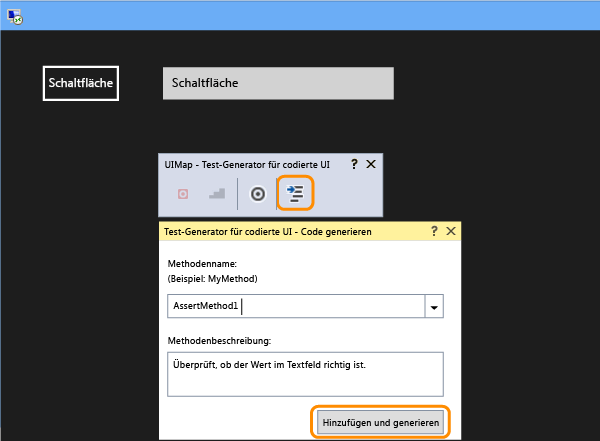 Schaltfläche
Schaltfläche
UIMap - Test-Generator für codierte UI
Test-Generator für codierte UI - Code generieren
Methodenname:
(Beispiel: MyMethod)
AssertMethod1
Methodenbeschreibung:
Überprüft, ob der Wert im Textfeld richtig ist.
Hinzufügen und generieren